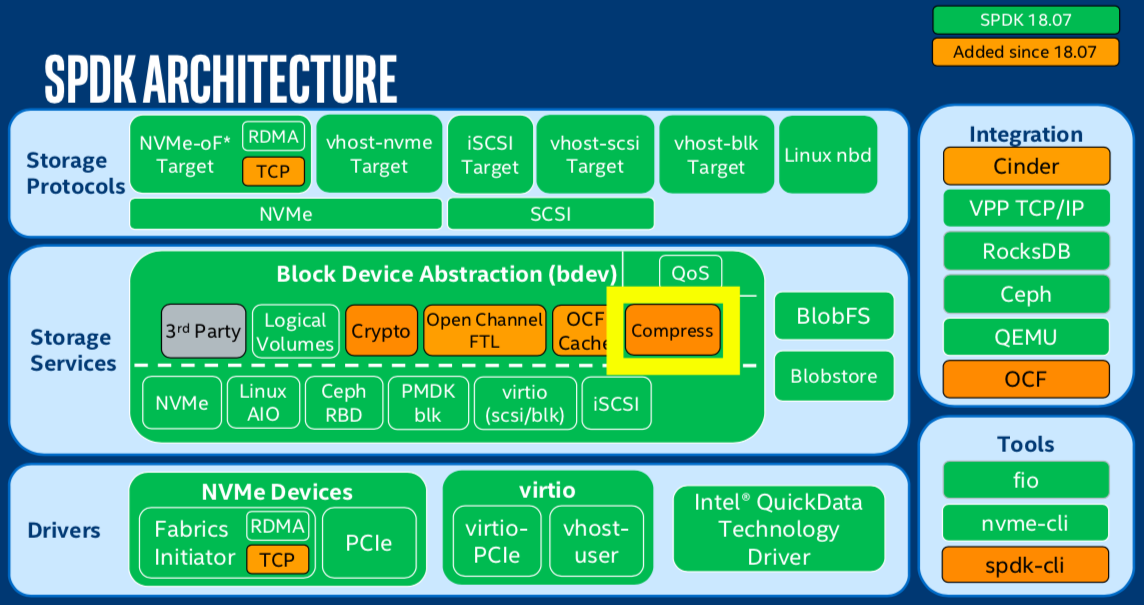 SPDK 18.07
Added since 18.07
SPDK ARCHITECTURE
Storage
Protocols
NVMe-oF*
Target
RDMA
TCP
vhost-nvme
Target
iSCSI
Target
vhost-scsi
Target
vhost-blk
Target
Linux nbd
NVMe
SCSI
Storage
Services
Block Device Abstraction (bdev)
QoS
3rd Party
Logical
Volumes
Crypto
Open Channel
FTL
OCF
Cache
Compress
NVMe
Linux
AIO
Ceph
RBD
PMDK
blk
virtio
(scsi/blk)
iSCSI
BlobFS
Blobstore
Drivers
NVMe Devices
Fabrics
Initiator
RDMA
TCP
PCIe
virtio
virtio-
PCIe
vhost-
user
Intel® QuickData
Technology
Driver
Integration
Cinder
VPP TCP/IP
RocksDB
Ceph
QEMU
OCF
Tools
fio
nvme-cli
spdk-cli